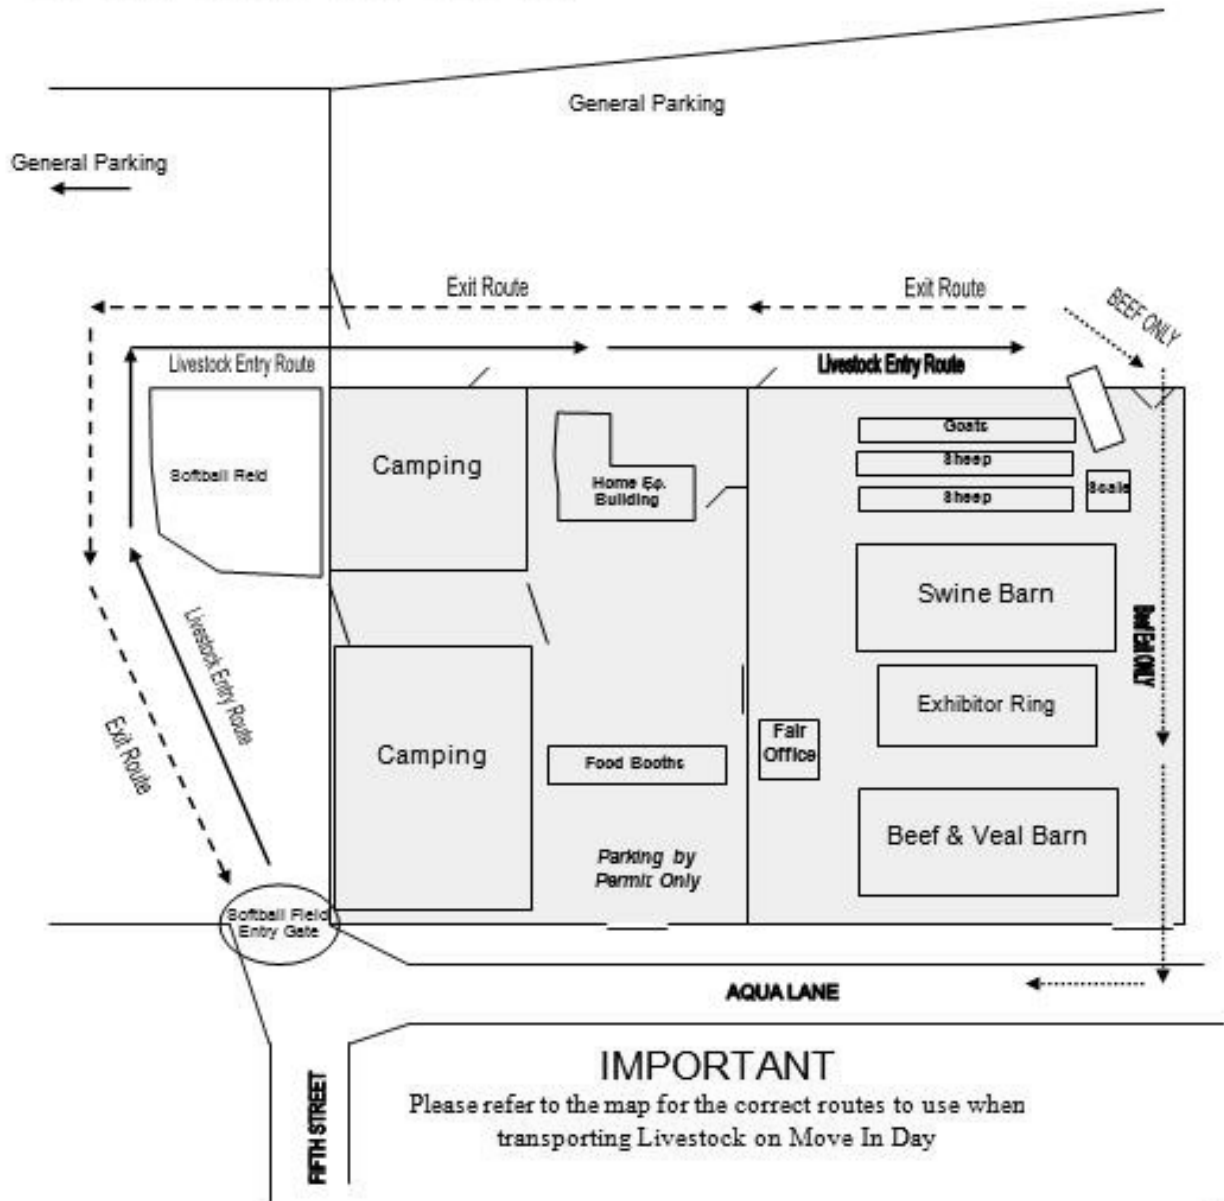 General Parking
General Parking
Exit Route
Exit Route
BEEF ONLY
Livestock Entry Route
Livestock Entry Route
Goats
Sheep
Sheep
Scale
Softball Field
Camping
Home Ec.
Building
Swine Barn
Beef Exit ONLY
Livestock Entry Route
Exit Route
Exhibitor Ring
Camping
Food Booths
Fair
Office
Beef & Veal Barn
Parking by
Permit Only
Softball Field
Entry Gate
AQUA LANE
FIFTH STREET
IMPORTANT
Please refer to the map for the correct routes to use when
transporting Livestock on Move In Day